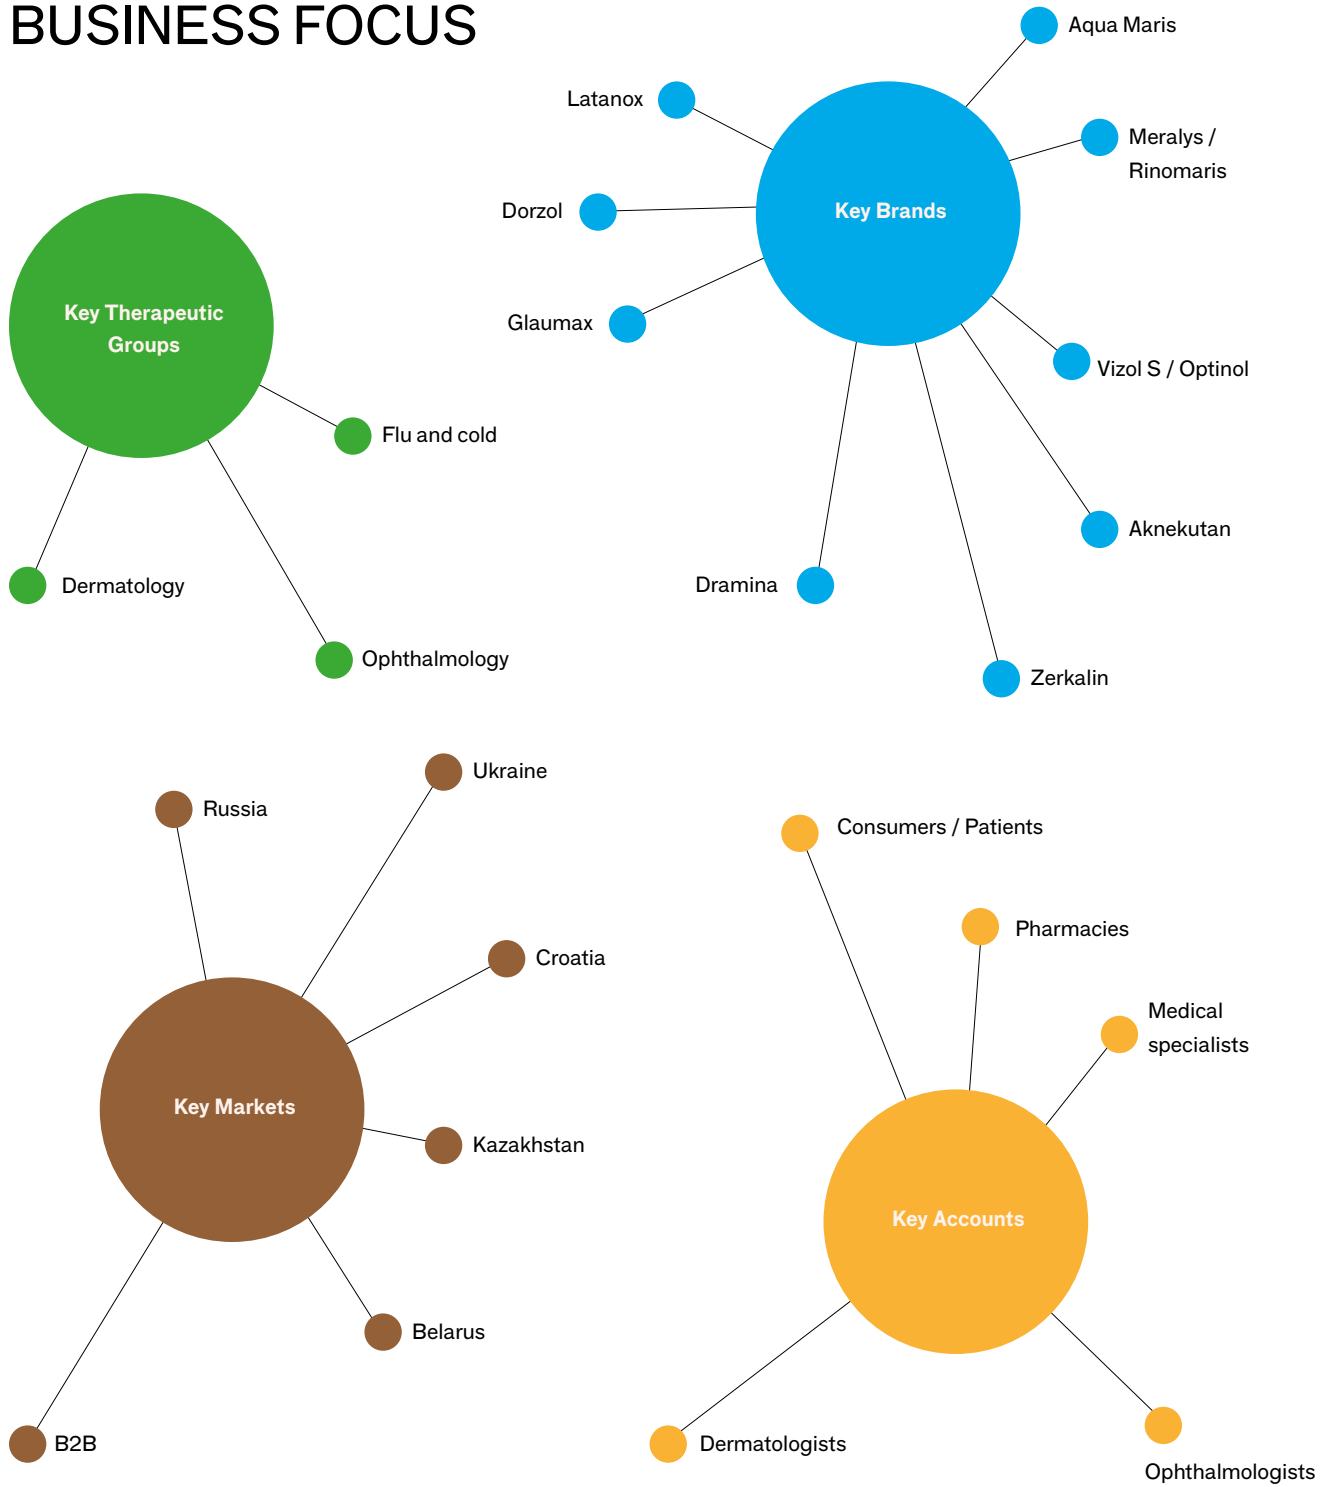 BUSINESS FOCUS
Key Therapeutic
Groups
Flu and cold
Dermatology
Ophthalmology
Key Brands
Aqua Maris
Latanox
Meralys /
Rinomaris
Dorzol
Glaumax
Vizol S / Optinol
Aknekutan
Dramina
Zerkalin
Key Markets
Ukraine
Russia
Croatia
Kazakhstan
Belarus
B2B
Key Accounts
Consumers / Patients
Pharmacies
Medical
specialists
Dermatologists
Ophthalmologists